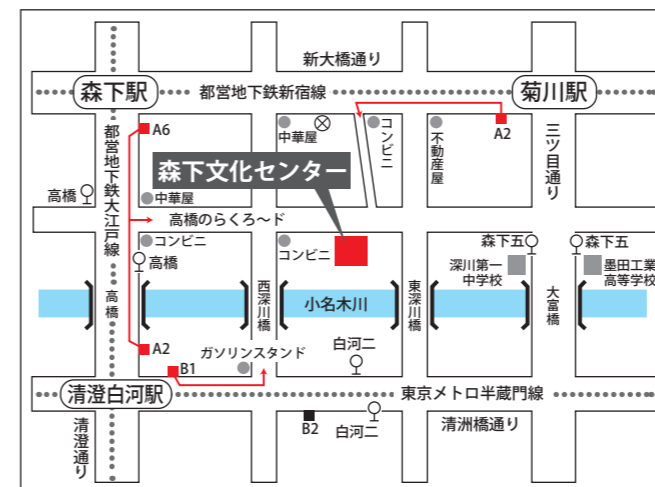 新大橋通り
森下駅
都営地下鉄新宿線
菊川駅
A6
中華屋
コンビニ
不動産屋
A2
三ツ目通り
都営地下鉄大江戸線
森下文化センター
高橋
中華屋
高橋のらくろ〜ド
コンビニ
高橋
コンビニ
森下五
森下五
深川第一
中学校
墨田工業
高等学校
高橋
西深川橋
小名木川
東深川橋
大富橋
A2
ガソリンスタンド
白河二
B1
清澄白河駅
東京メトロ半蔵門線
清澄通り
B2
白河二
清洲橋通り